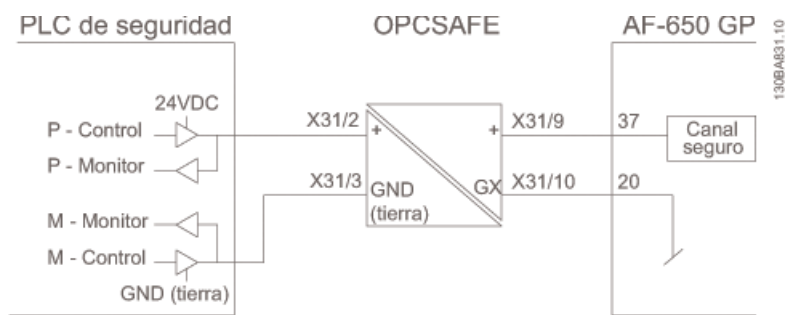 PLC de seguridad
OPCSAFE
AF-650 GP
130BA831.10
24VDC
P - Control
P - Monitor
M - Monitor
M - Control
GND (tierra)
X31/2
+
+
X31/9
37
Canal
seguro
X31/3
GND
(tierra)
GX
X31/10
20